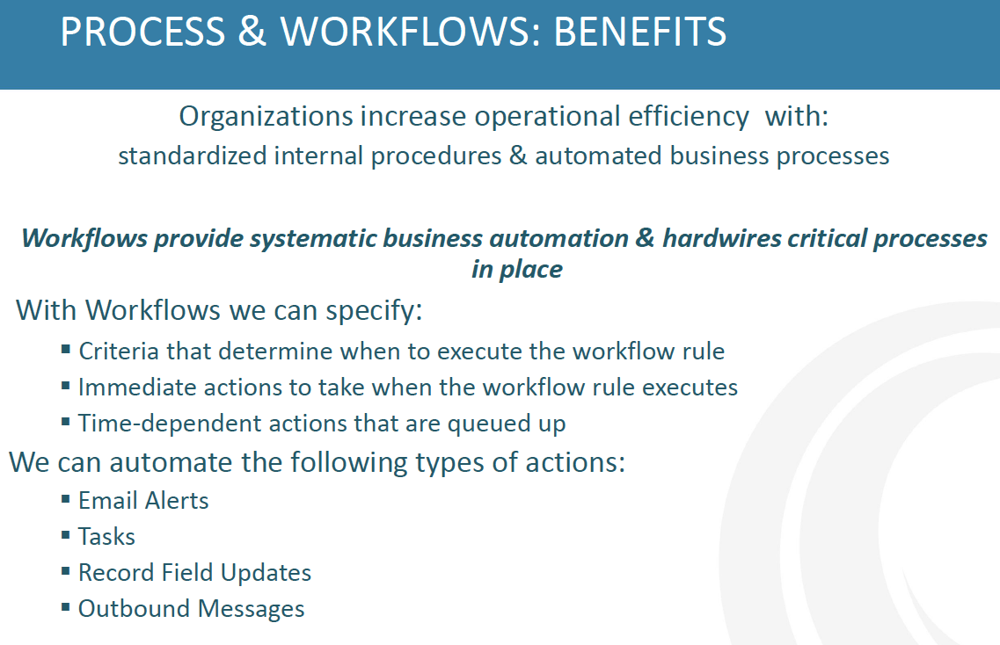 PROCESS & WORKFLOWS: BENEFITS
Organizations increase operational efficiency  with:
standardized internal procedures & automated business processes
Workflows provide systematic business automation & hardwires critical processes
in place
With Workflows we can specify:
▪ Criteria that determine when to execute the workflow rule
▪ Immediate actions to take when the workflow rule executes
▪ Time-dependent actions that are queued up
We can automate the following types of actions:
▪ Email Alerts
▪ Tasks
▪ Record Field Updates
▪ Outbound Messages